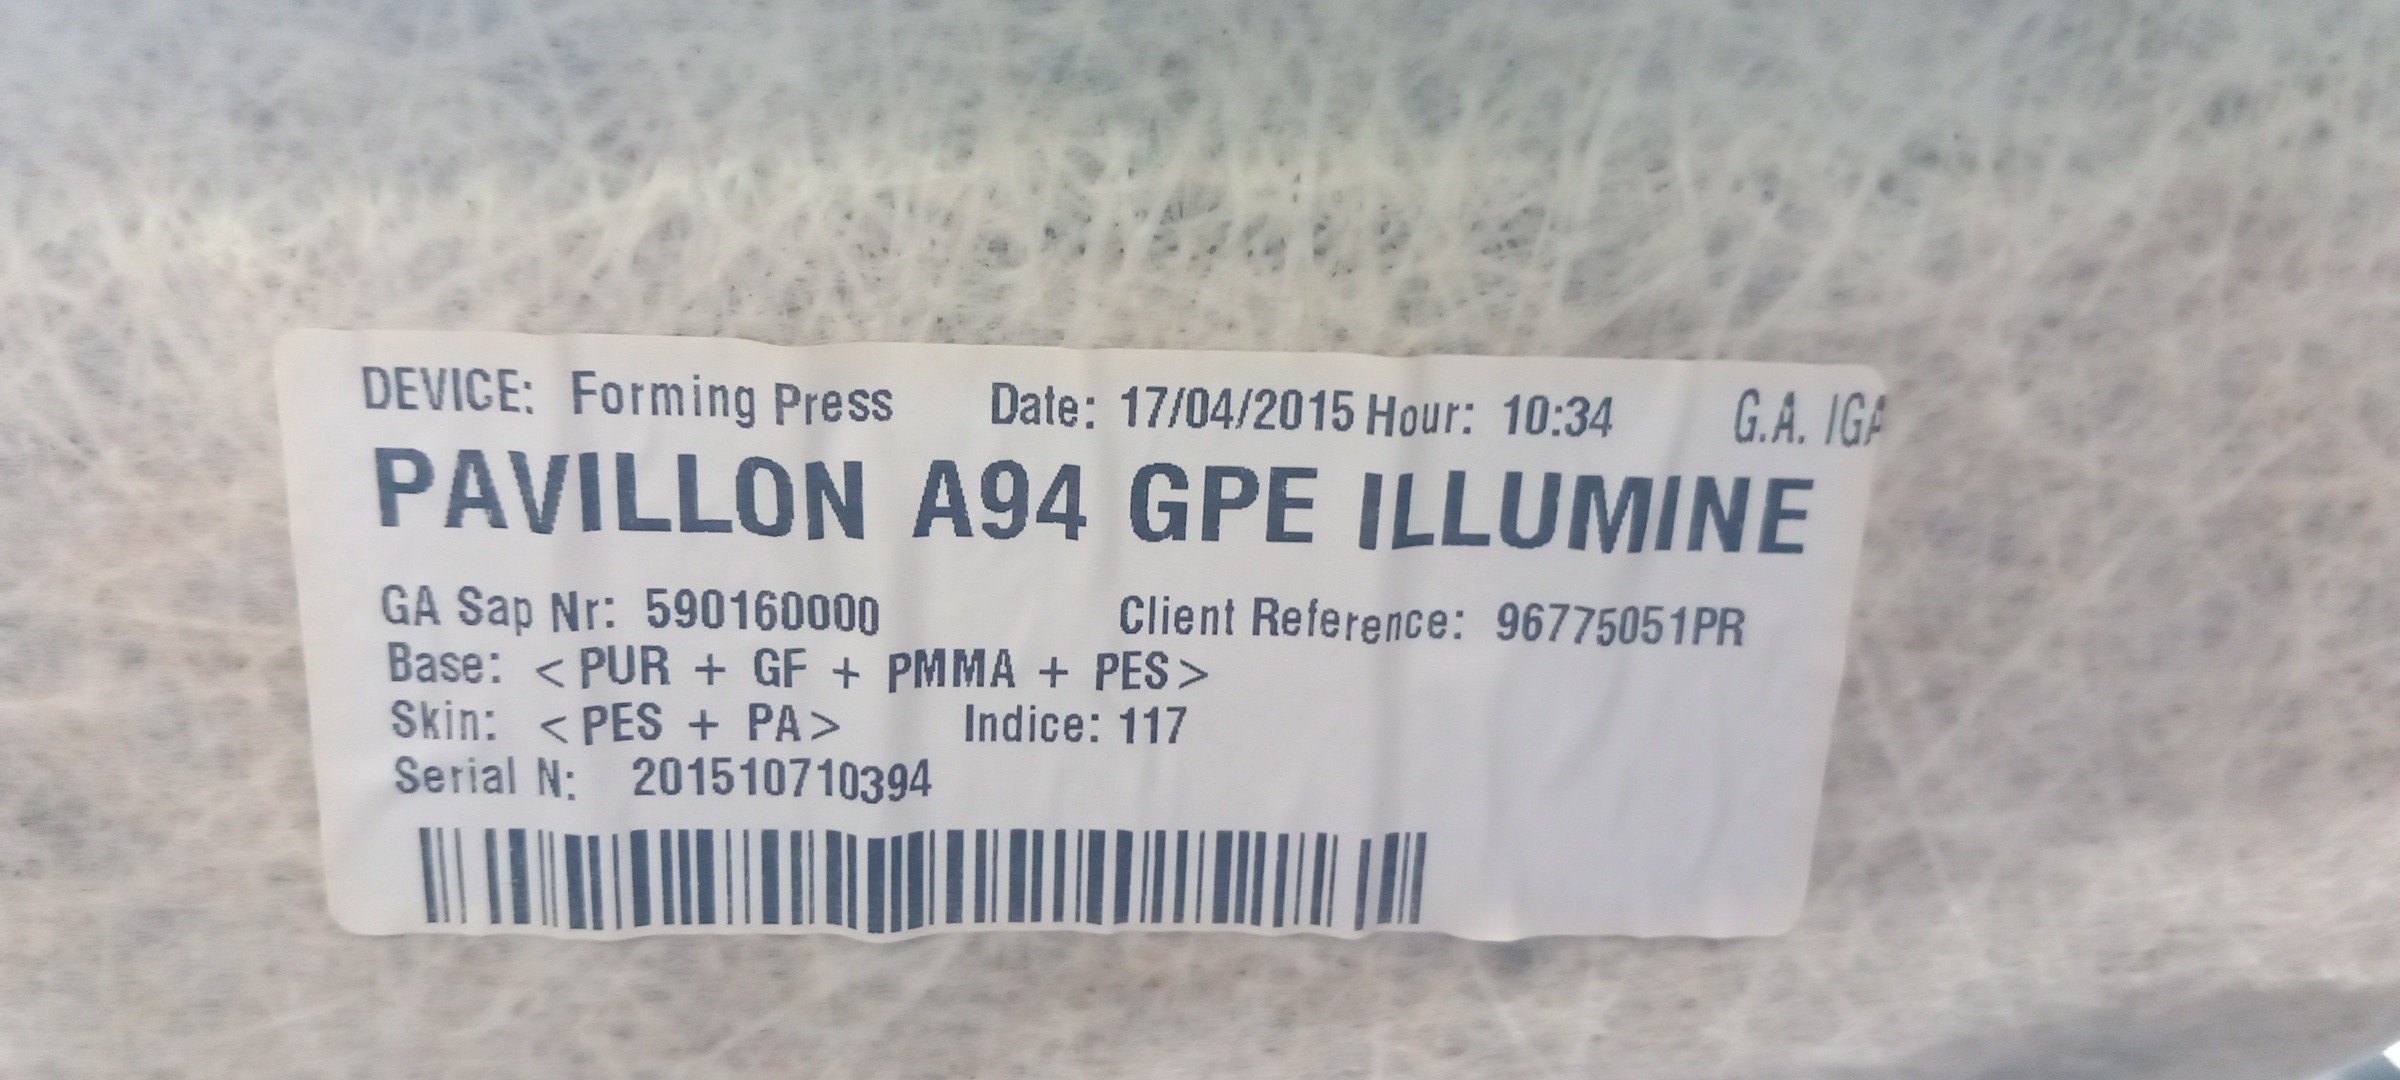 DEVICE: Forming Press Date: 17/04/2015 Hour: 10:34 G.A. IGA
PAVILLON A94 GPE ILLUMINE
GA Sap Nr: 590160000 Client Reference: 96775051PR
Base: <PUR + GF + PMMA + PES>
Skin: <PES + PA> Indice: 117
Serial N: 201510710394